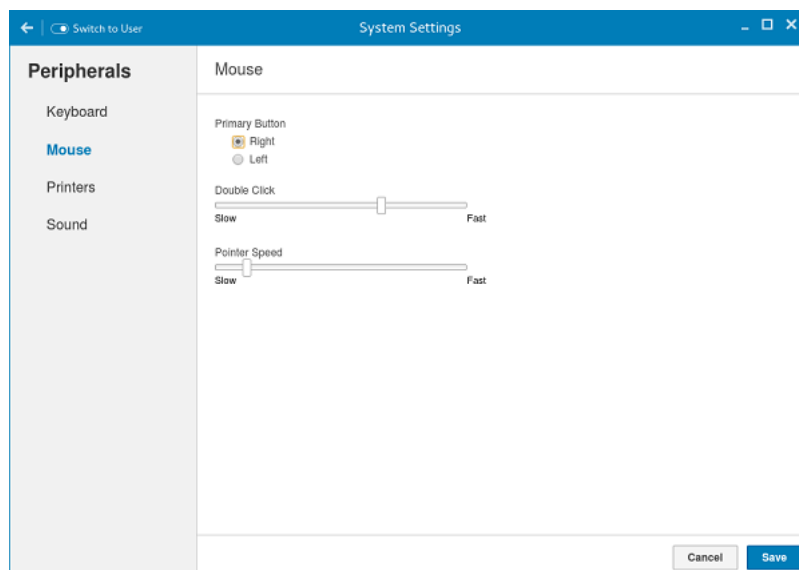 Switch to User
System Settings
Peripherals
Keyboard
Mouse
Printers
Sound
Mouse
Primary Button
Right
Left
Double Click
Slow Fast
Pointer Speed
Slow Fast
Cancel Save